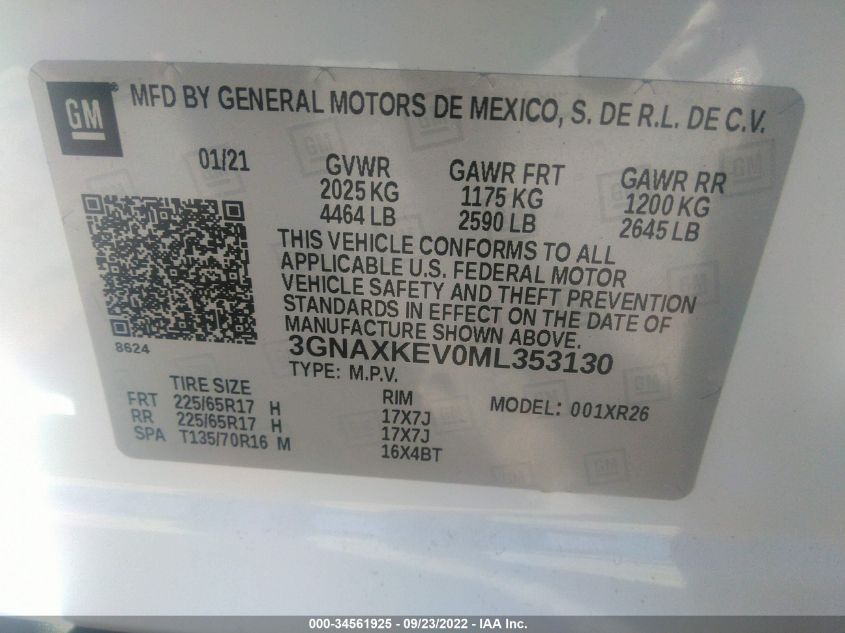 GM
MFD BY GENERAL MOTORS DE MEXICO, S. DE R.L. DE C.V.
01/21 GVWR GAWR FRT GAWR RR
2025 KG 1175 KG 1200 KG
4464 LB 2590 LB 2645 LB
THIS VEHICLE CONFORMS TO ALL
APPLICABLE U.S. FEDERAL MOTOR
VEHICLE SAFETY AND THEFT PREVENTION
STANDARDS IN EFFECT ON THE DATE OF
MANUFACTURE SHOWN ABOVE.
8624
3GNAXKEV0ML353130
TYPE: M.P.V.
TIRE SIZE RIM MODEL: 001XR26
FRT 225/65R17 H 17X7J
RR 225/65R17 H 17X7J
SPA T135/70R16 M 16X4BT
000-34561925 - 09/23/2022 - IAA Inc.